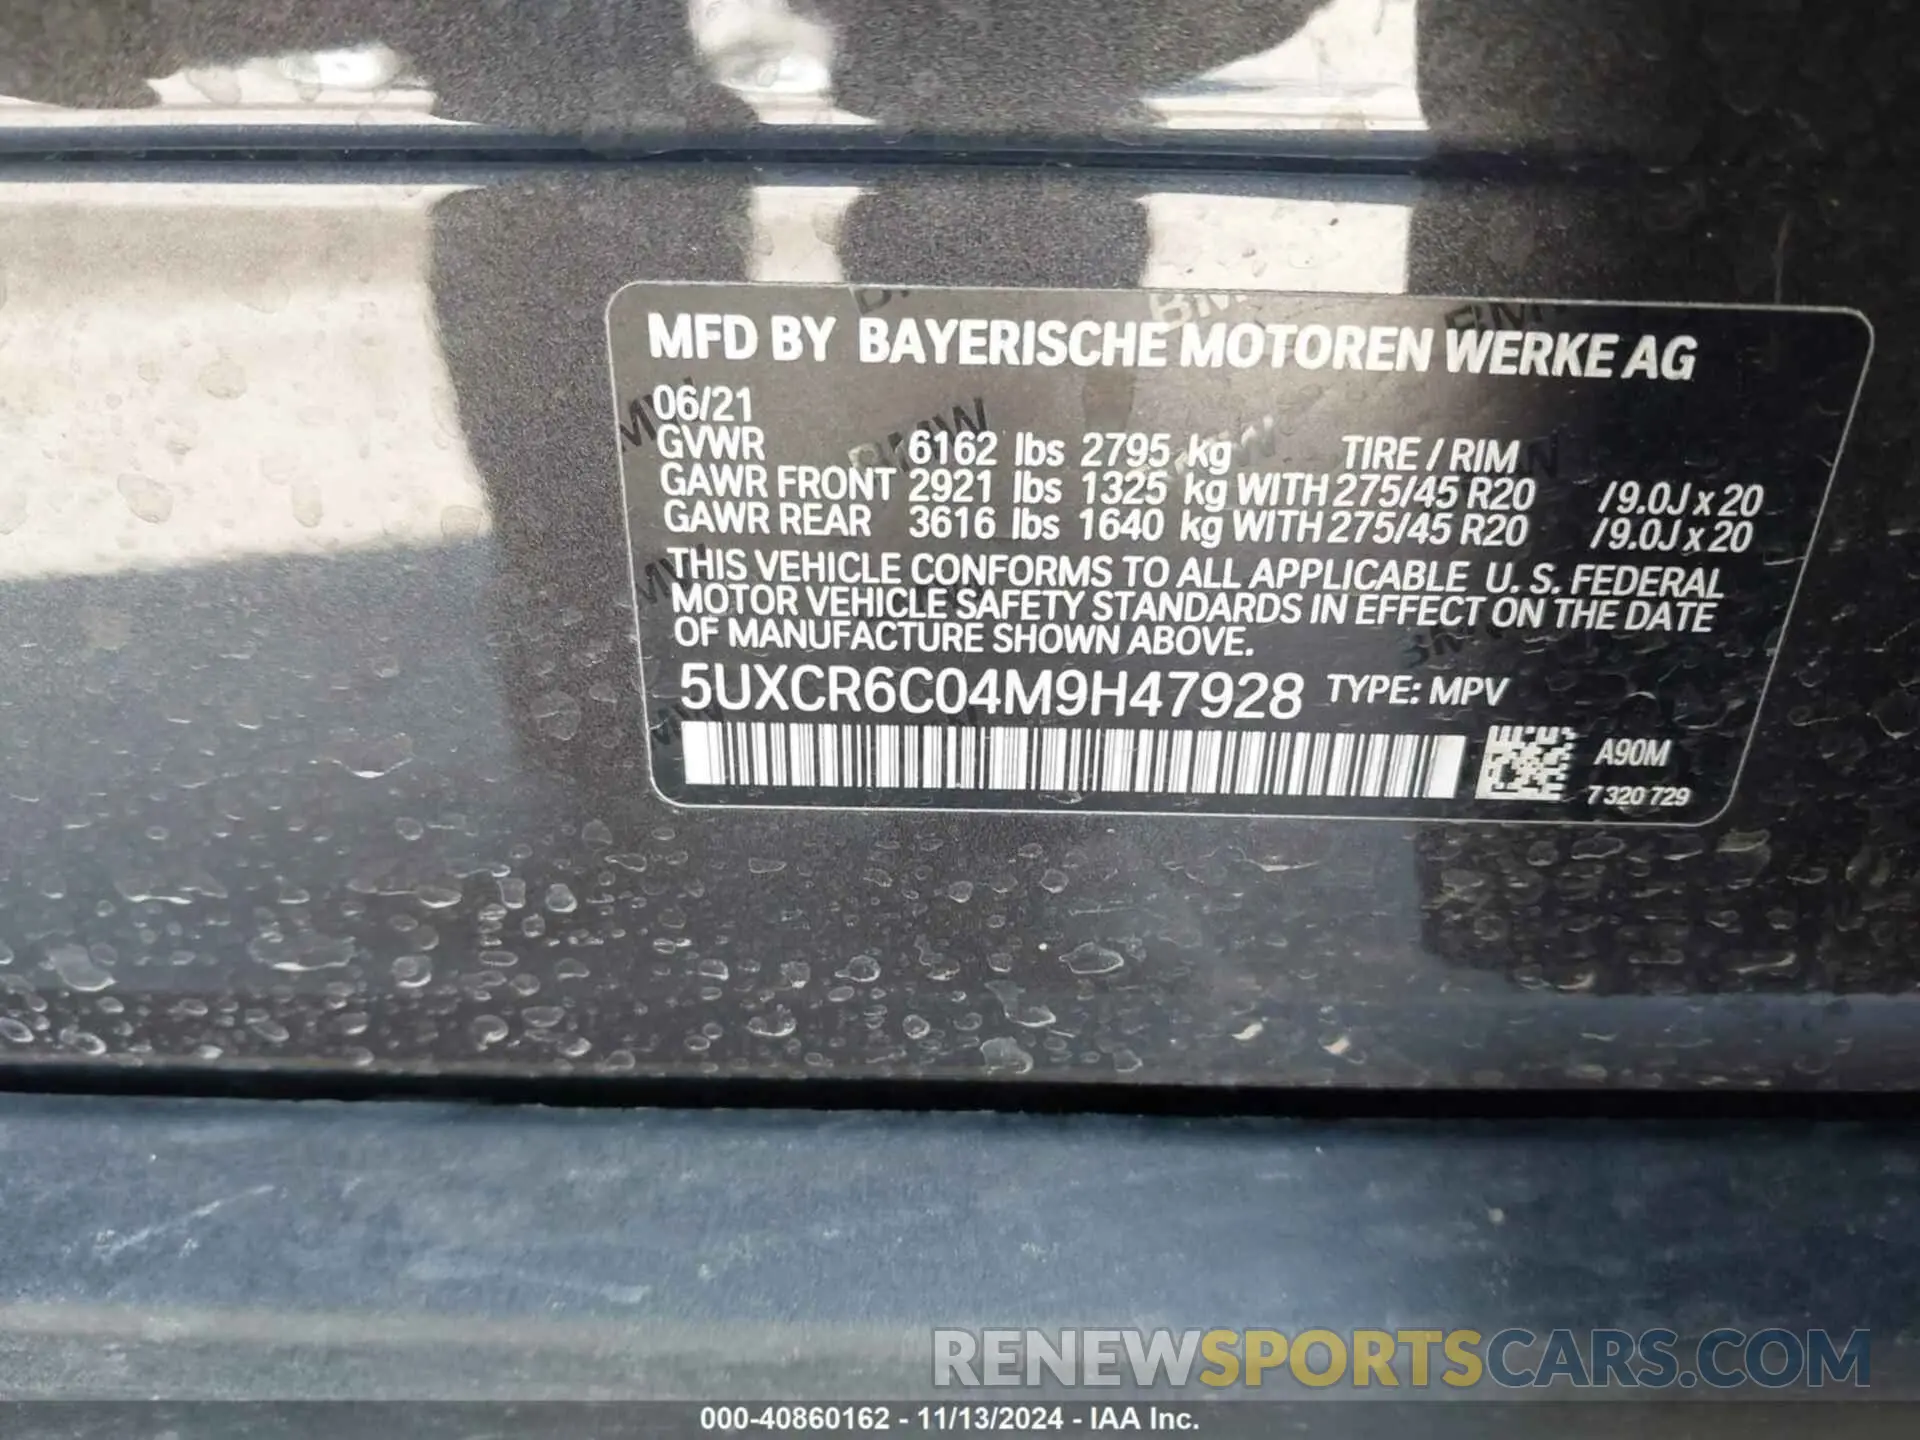 MFD BY BAYERISCHE MOTOREN WERKE AG
06/21
GVWR 6162 lbs 2795 kg TIRE / RIM
GAWR FRONT 2921 lbs 1325 kg WITH 275/45 R20 /9.0J x 20
GAWR REAR 3616 lbs 1640 kg WITH 275/45 R20 /9.0J x 20
THIS VEHICLE CONFORMS TO ALL APPLICABLE U. S. FEDERAL
MOTOR VEHICLE SAFETY STANDARDS IN EFFECT ON THE DATE
OF MANUFACTURE SHOWN ABOVE.
5UXCR6C04M9H47928 TYPE: MPV
A90M
7 320 729
RENEWSPORTSCARS.COM
000-40860162 - 11/13/2024 - IAA Inc.